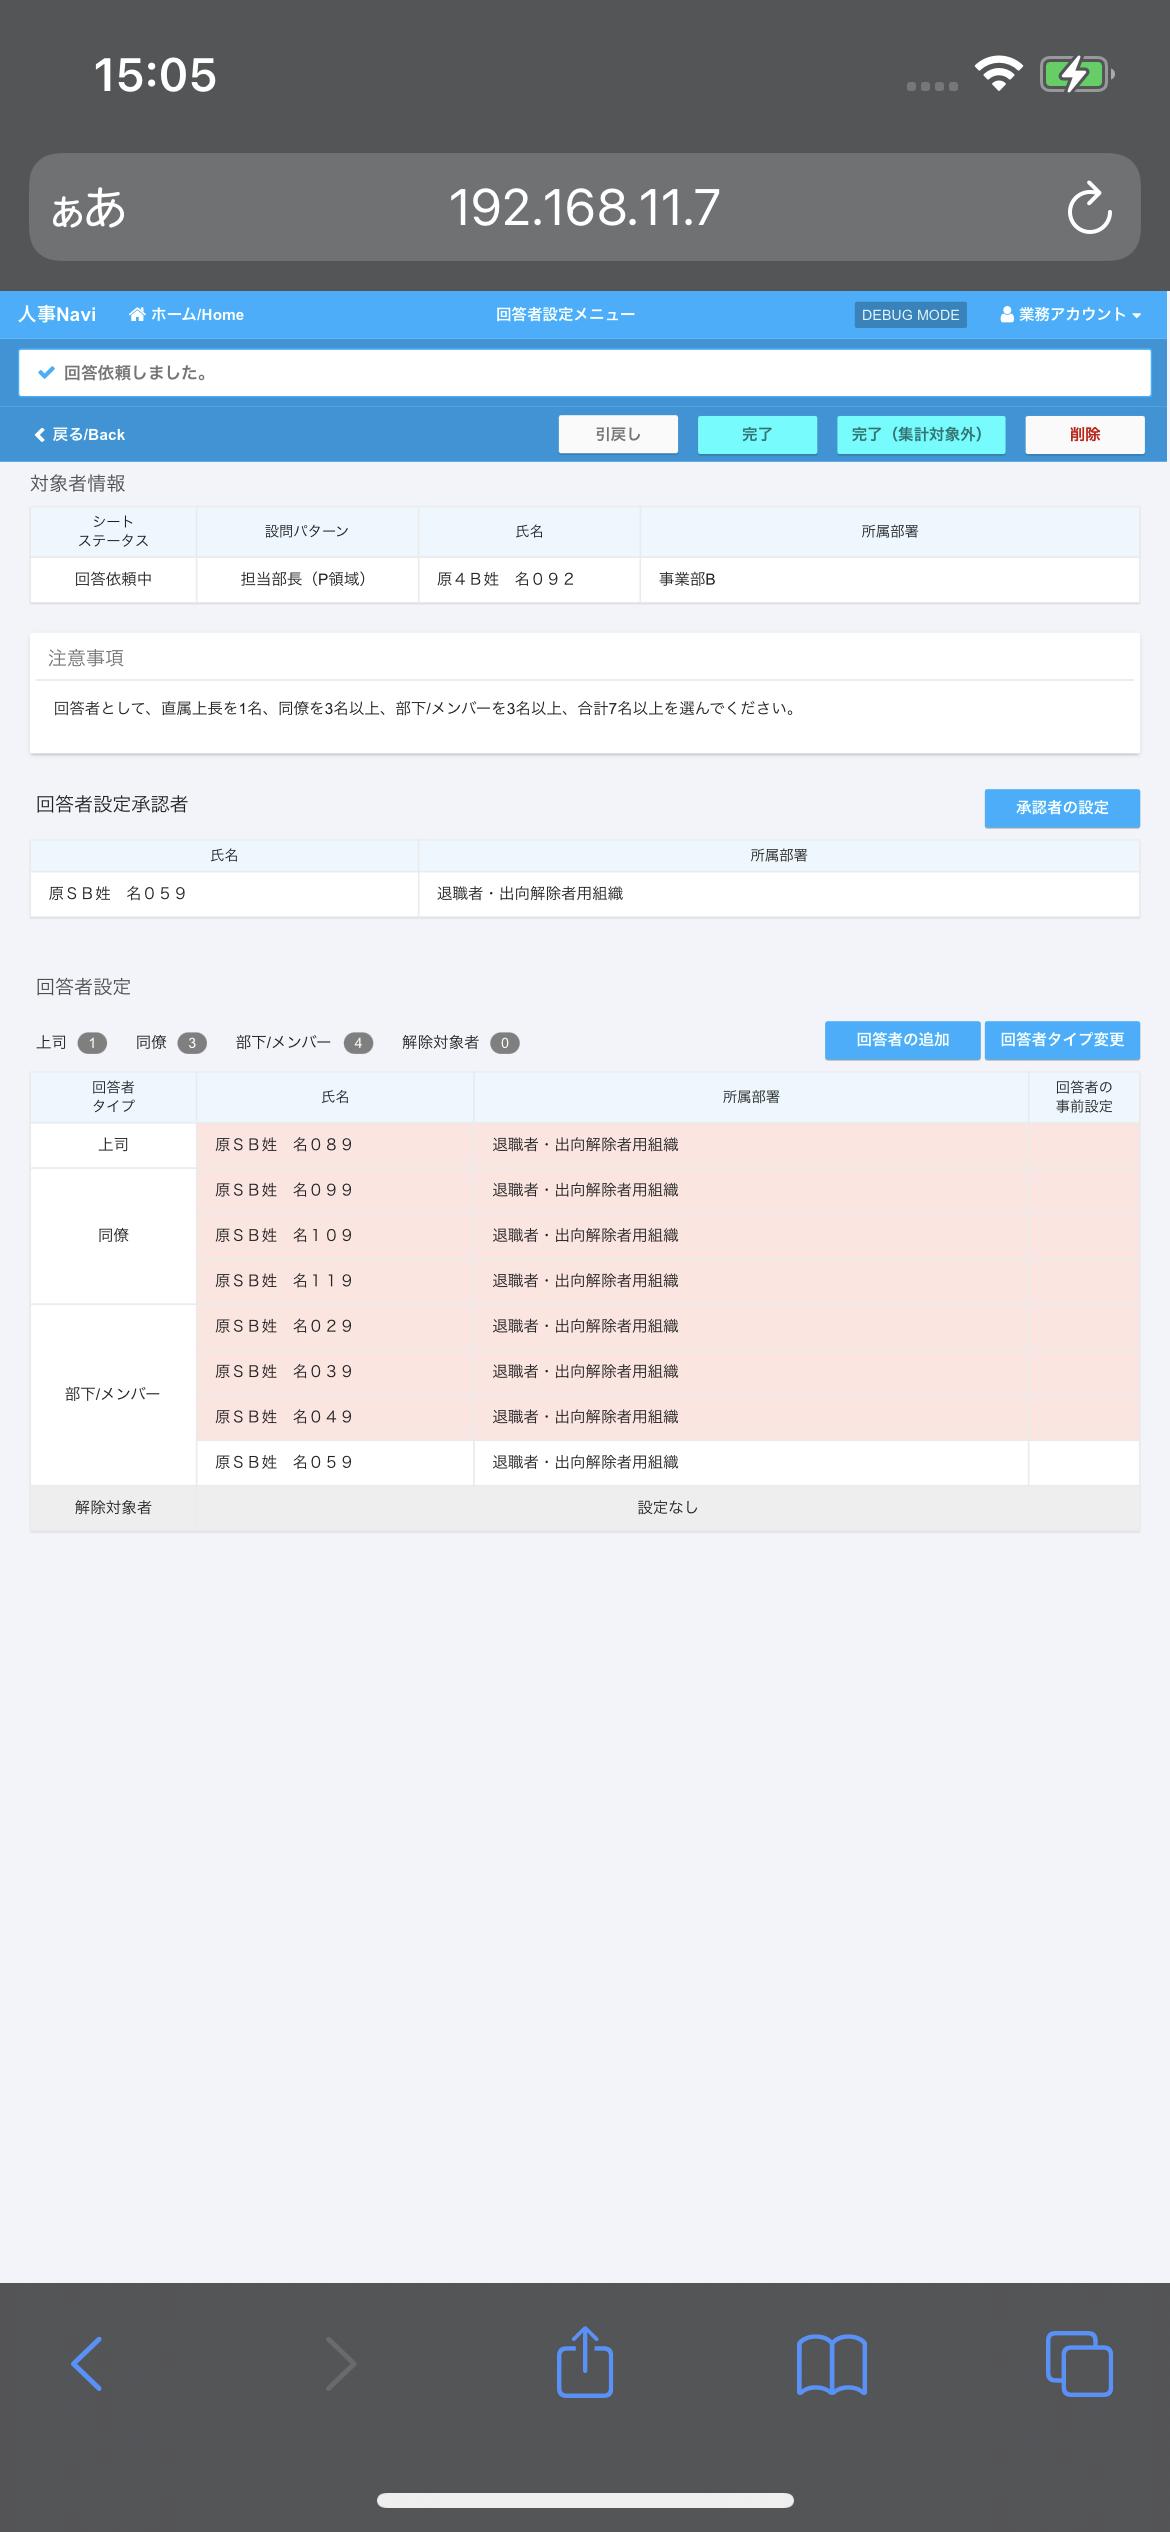 15:05
ぁあ 192.168.11.7
人事Navi ホーム/Home 回答者設定メニュー DEBUG MODE 業務アカウント
回答依頼しました。
戻る/Back 引戻し 完了 完了（集計対象外） 削除
対象者情報
シート
ステータス 設問パターン 氏名 所属部署
回答依頼中 担当部長（P領域） 原４Ｂ姓　名０９２ 事業部B
注意事項
回答者として、直属上長を1名、同僚を3名以上、部下/メンバーを3名以上、合計7名以上を選んでください。
回答者設定承認者 承認者の設定
氏名 所属部署
原ＳＢ姓　名０５９ 退職者・出向解除者用組織
回答者設定
上司 1 同僚 3 部下/メンバー 4 解除対象者 0 回答者の追加 回答者タイプ変更
回答者
タイプ 氏名 所属部署 回答者の
事前設定
上司 原ＳＢ姓　名０８９ 退職者・出向解除者用組織
原ＳＢ姓　名０９９ 退職者・出向解除者用組織
同僚 原ＳＢ姓　名１０９ 退職者・出向解除者用組織
原ＳＢ姓　名１１９ 退職者・出向解除者用組織
原ＳＢ姓　名０２９ 退職者・出向解除者用組織
原ＳＢ姓　名０３９ 退職者・出向解除者用組織
部下/メンバー
原ＳＢ姓　名０４９ 退職者・出向解除者用組織
原ＳＢ姓　名０５９ 退職者・出向解除者用組織
解除対象者 設定なし